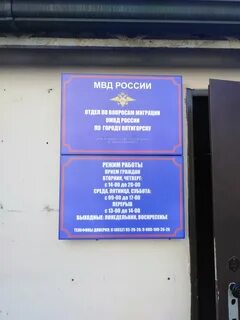 МВД РОССИИ
ОТДЕЛ ПО ВОПРОСАМ МИГРАЦИИ
ОМВД РОССИИ
ПО ГОРОДУ ПЯТИГОРСКУ
РЕЖИМ РАБОТЫ
ПРИЕМ ГРАЖДАН
ВТОРНИК, ЧЕТВЕРГ:
с 14-00 до 20-00
СРЕДА, ПЯТНИЦА, СУББОТА:
с 09-00 до 17-00
ПЕРЕРЫВ
с 13-00 до 14-00
ВЫХОДНЫЕ: ПОНЕДЕЛЬНИК, ВОСКРЕСЕНЬЕ
ТЕЛЕФОНЫ ДОВЕРИЯ: